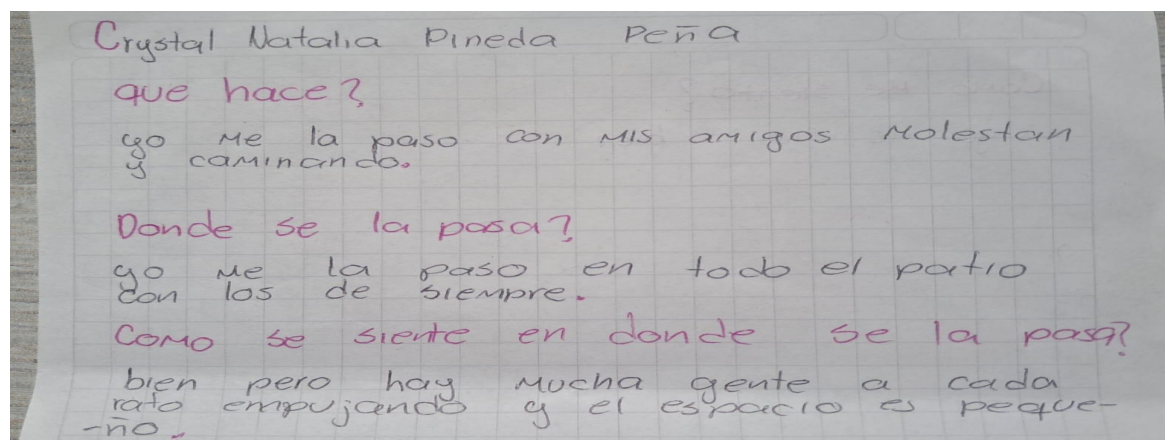 Crystal Natalia Pineda Peña
que hace?
yo me la paso con mis amigos molestan
y caminando.
Donde se la pasa?
yo me la paso en todo el patio
con los de siempre.
Como se siente en donde se la pasa?
bien pero hay mucha gente a cada
rato empujando y el espacio es peque-
-ño.